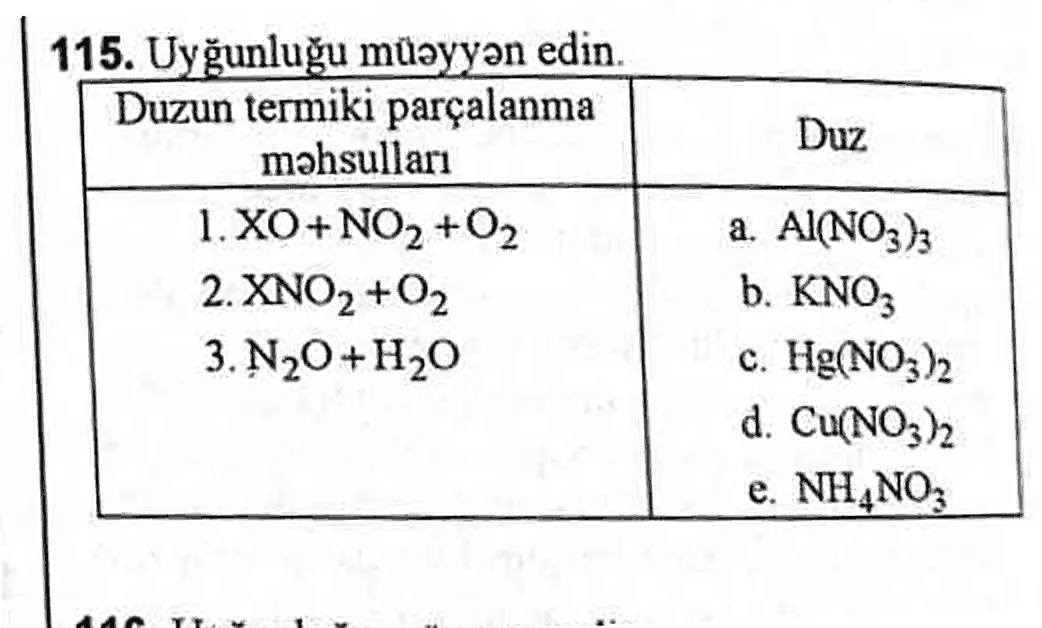 115. Uyğunluğu müəyyən edin.
Duzun termiki parçalanma
məhsulları
Duz
1. XO+NO₂+O₂
a. Al(NO₃)₃
2. XNO₂+O₂
b. KNO₃
3. N₂O+H₂O
c. Hg(NO₃)₂
d. Cu(NO₃)₂
e. NH₄NO₃